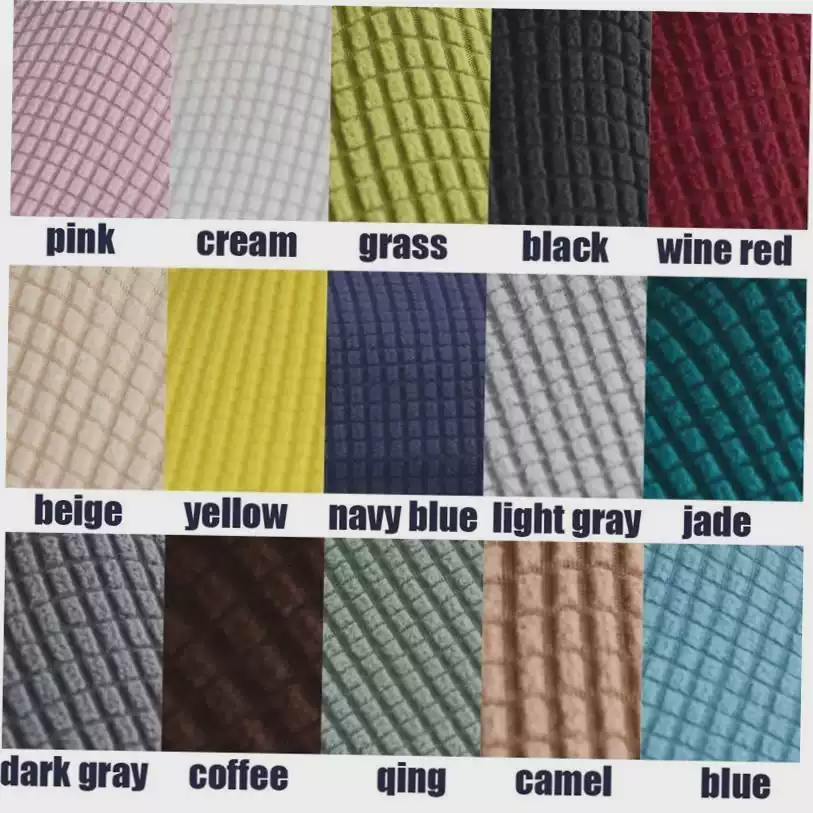 pink cream grass black wine red
beige yellow navy blue light gray jade
dark gray coffee qing camel blue